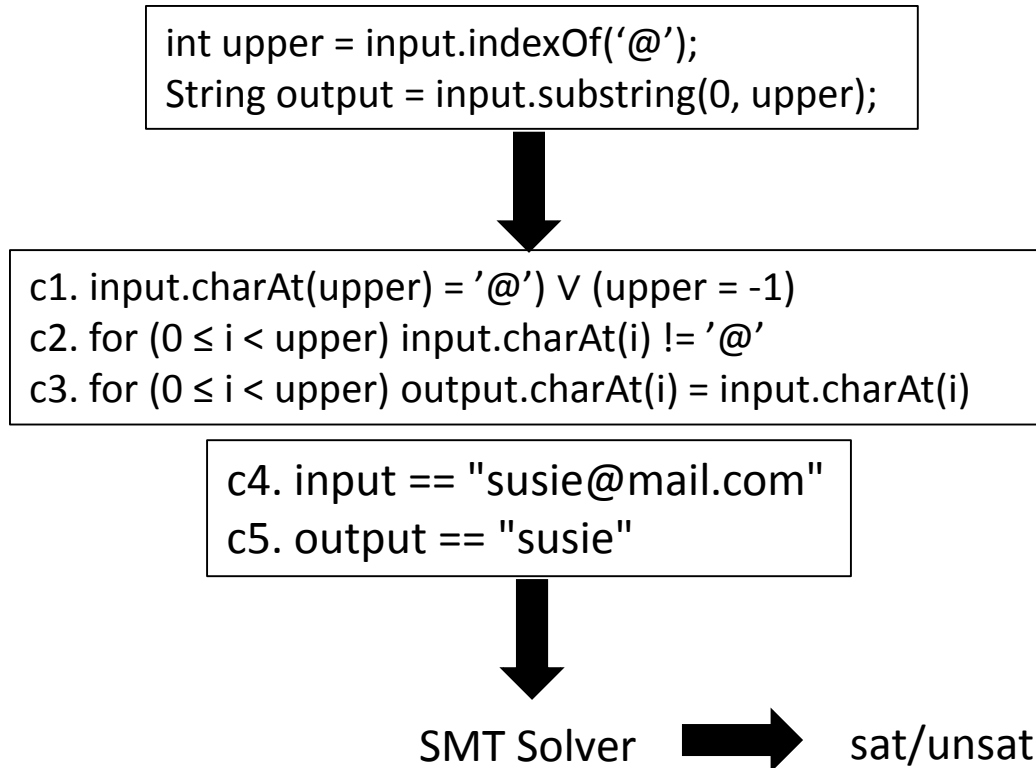 int upper = input.indexOf(‘@’);
String output = input.substring(0, upper);
c1. input.charAt(upper) = ’@’) ∨ (upper = -1)
c2. for (0 ≤ i < upper) input.charAt(i) != ’@’
c3. for (0 ≤ i < upper) output.charAt(i) = input.charAt(i)
c4. input == "susie@mail.com"
c5. output == "susie"
SMT Solver
sat/unsat